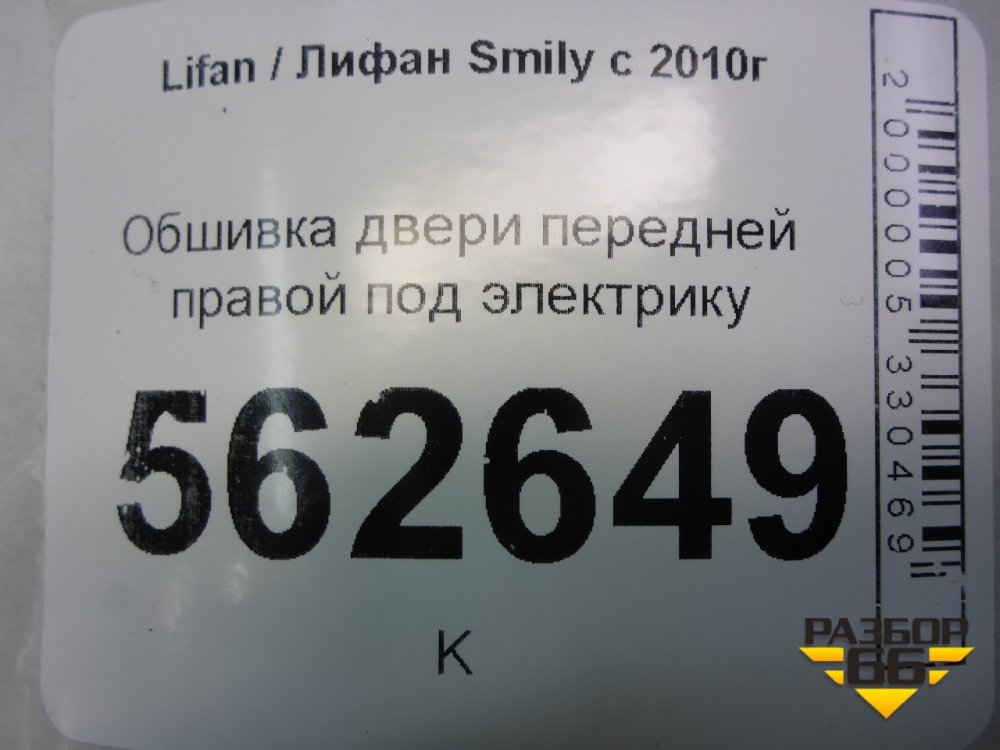 Lifan / Лифан Smily с 2010г
Обшивка двери передней
правой под электрику
562649
К
2000005330469
РАЗБОР
66